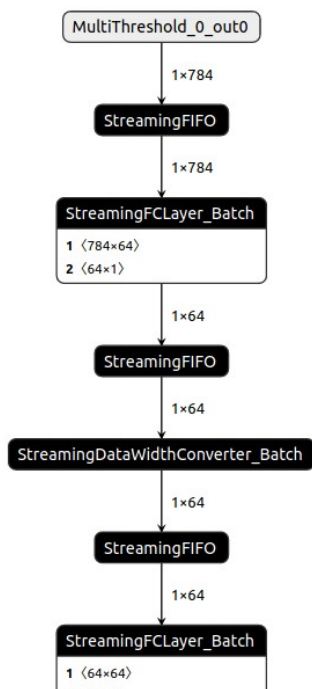 MultiThreshold_0_out0
1×784
StreamingFIFO
1×784
StreamingFCLayer_Batch
1 〈784×64〉
2 〈64×1〉
1×64
StreamingFIFO
1×64
StreamingDataWidthConverter_Batch
1×64
StreamingFIFO
1×64
StreamingFCLayer_Batch
1 〈64×64〉